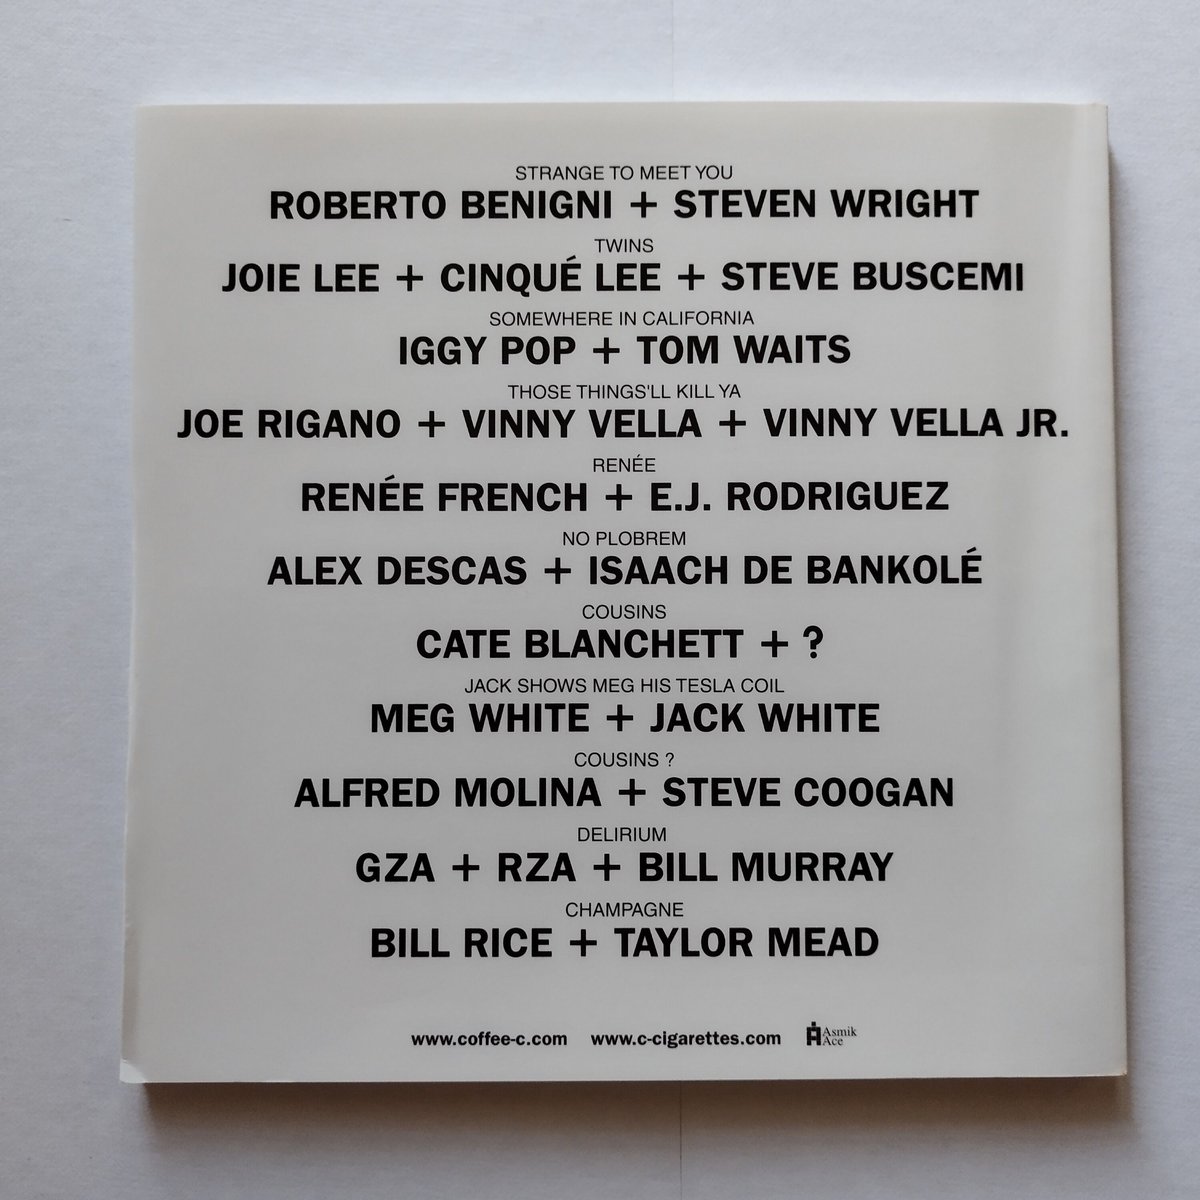 STRANGE TO MEET YOU
ROBERTO BENIGNI + STEVEN WRIGHT
TWINS
JOIE LEE + CINQUÉ LEE + STEVE BUSCEMI
SOMEWHERE IN CALIFORNIA
IGGY POP + TOM WAITS
THOSE THINGS'LL KILL YA
JOE RIGANO + VINNY VELLA + VINNY VELLA JR.
RENÉE
RENÉE FRENCH + E.J. RODRIGUEZ
NO PLOBREM
ALEX DESCAS + ISAACH DE BANKOLÉ
COUSINS
CATE BLANCHETT + ?
JACK SHOWS MEG HIS TESLA COIL
MEG WHITE + JACK WHITE
COUSINS ?
ALFRED MOLINA + STEVE COOGAN
DELIRIUM
GZA + RZA + BILL MURRAY
CHAMPAGNE
BILL RICE + TAYLOR MEAD
www.coffee-c.com www.c-cigarettes.com
Asmik
Ace